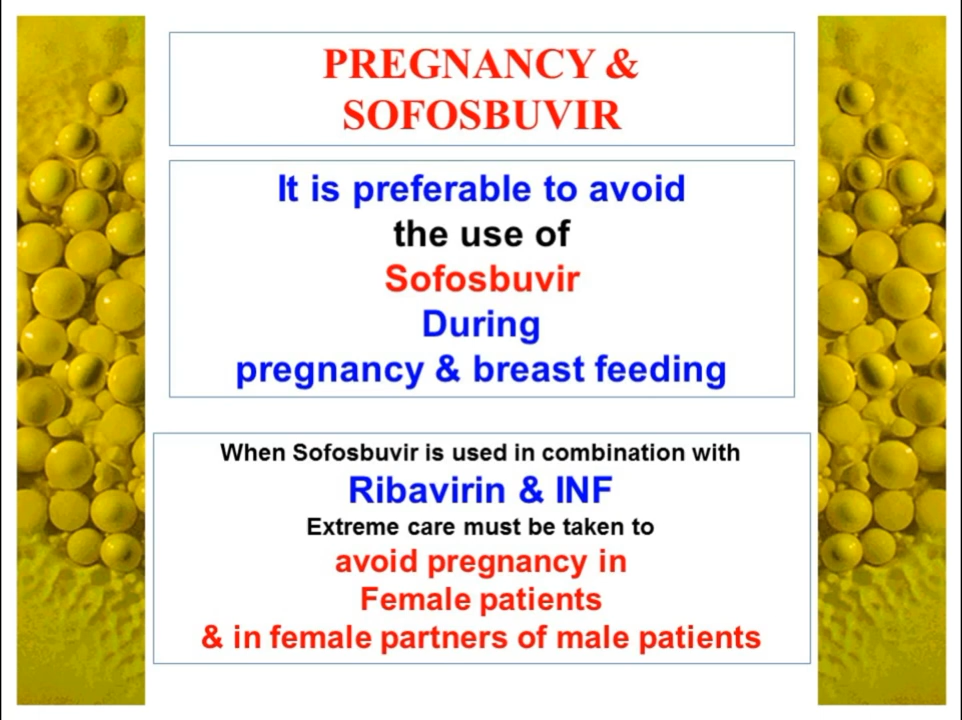 PREGNANCY &
SOFOSBUVIR
It is preferable to avoid
the use of
Sofosbuvir
During
pregnancy & breast feeding
When Sofosbuvir is used in combination with
Ribavirin & INF
Extreme care must be taken to
avoid pregnancy in
Female patients
& in female partners of male patients